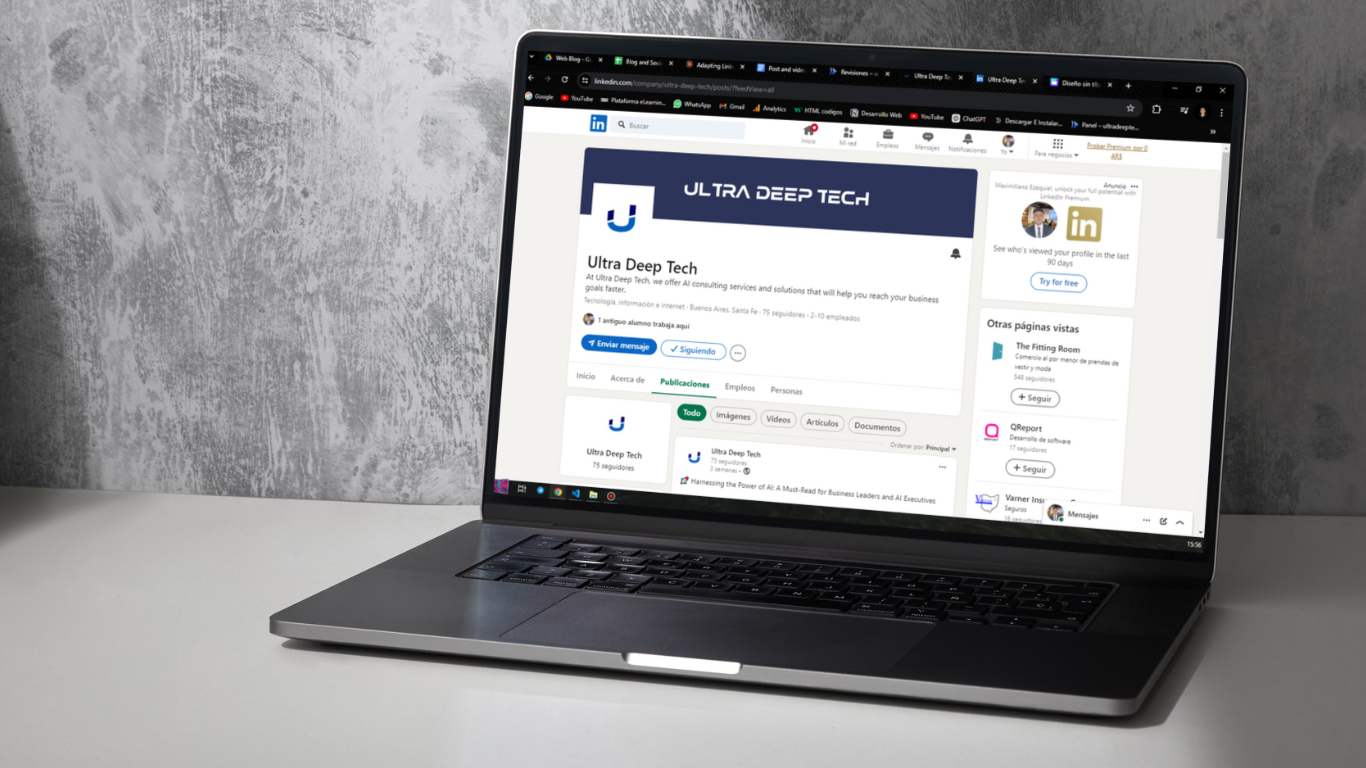 Web Blog - G
Blog and Soci
Adapting Link
Post and video
Revisiones – v
Ultra Deep Te
Ultra Deep Te
Diseño sin tít
linkedin.com/company/ultra-deep-tech/posts/?feedView=all
Google
YouTube
Plataforma eLearnin...
WhatsApp
Gmail
Analytics
HTML codigos
Desarrollo Web
YouTube
ChatGPT
Descargar E Instalar...
Panel – ultradeepte...
in
Buscar
Inicio
Mi red
Empleos
Mensajes
Notificaciones
Yo
Para negocios
Probar Premium por 0
AR$
ULTRA DEEP TECH
Ultra Deep Tech
At Ultra Deep Tech, we offer AI consulting services and solutions that will help you reach your business
goals faster.
Tecnología, información e internet · Buenos Aires, Santa Fe · 75 seguidores · 2-10 empleados
1 antiguo alumno trabaja aquí
Enviar mensaje
Siguiendo
Inicio
Acerca de
Publicaciones
Empleos
Personas
Todo
Imágenes
Vídeos
Artículos
Documentos
Ordenar por: Principal
Ultra Deep Tech
75 seguidores
Ultra Deep Tech
75 seguidores
3 semanas •
Harnessing the Power of AI: A Must-Read for Business Leaders and AI Executives
Anuncio
Maximiliano Ezequiel, unlock your full potential with
LinkedIn Premium
in
See who's viewed your profile in the last
90 days
Try for free
Otras páginas vistas
The Fitting Room
Comercio al por menor de prendas de
vestir y moda
548 seguidores
+ Seguir
QReport
Desarrollo de software
17 seguidores
+ Seguir
Varner Insu
Seguros
18 seguidores
Mensajes
15:56